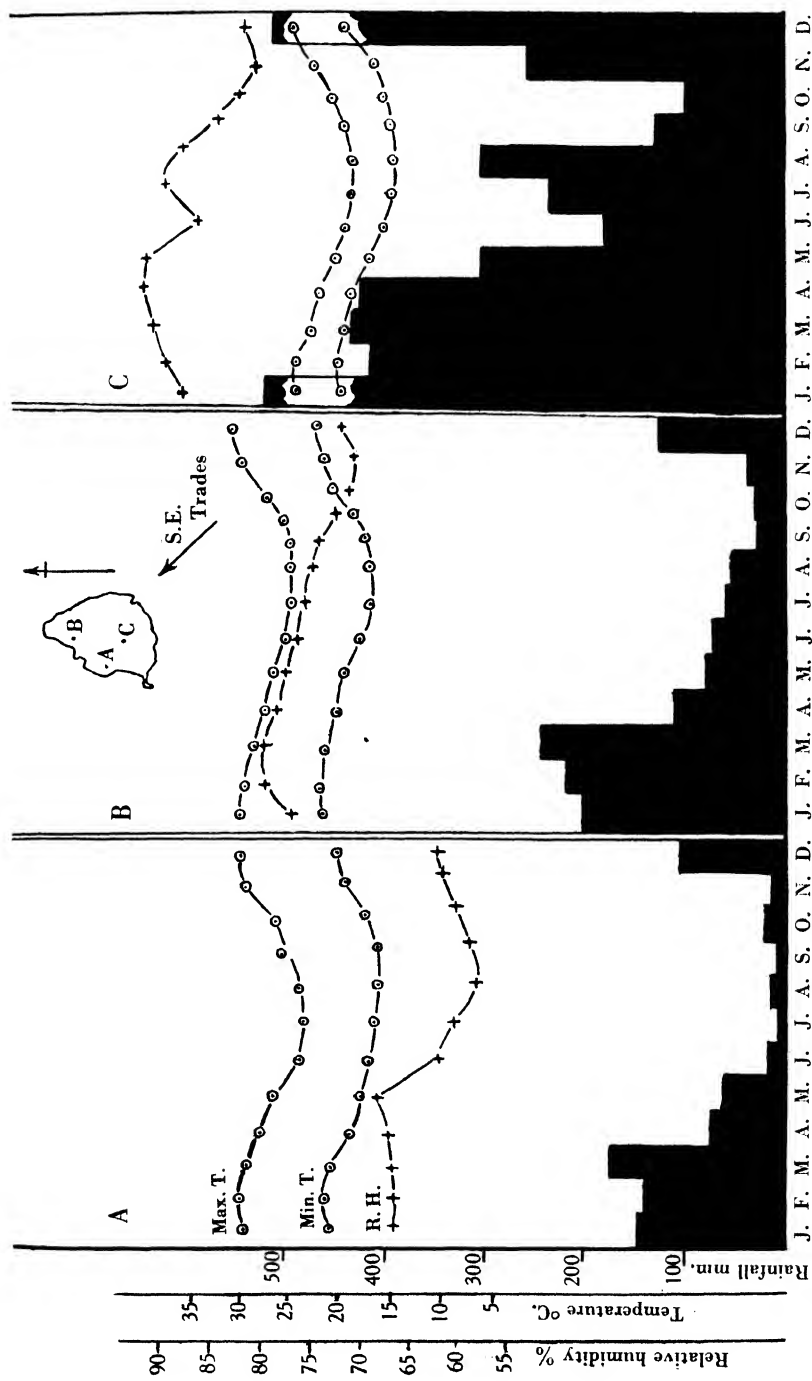 A
B
C
S.E.
Trades
A
B
C
Max. T.
Min. T.
R. H.
90
85
80
75
70
65
60
55
Relative humidity %
35
30
25
20
15
10
5
Temperature °C.
500
400
300
200
100
Rainfall mm.
J. F. M. A. M. J. J. A. S. O. N. D.
J. F. M. A. M. J. J. A. S. O. N. D.
J. F. M. A. M. J. J. A. S. O. N. D.